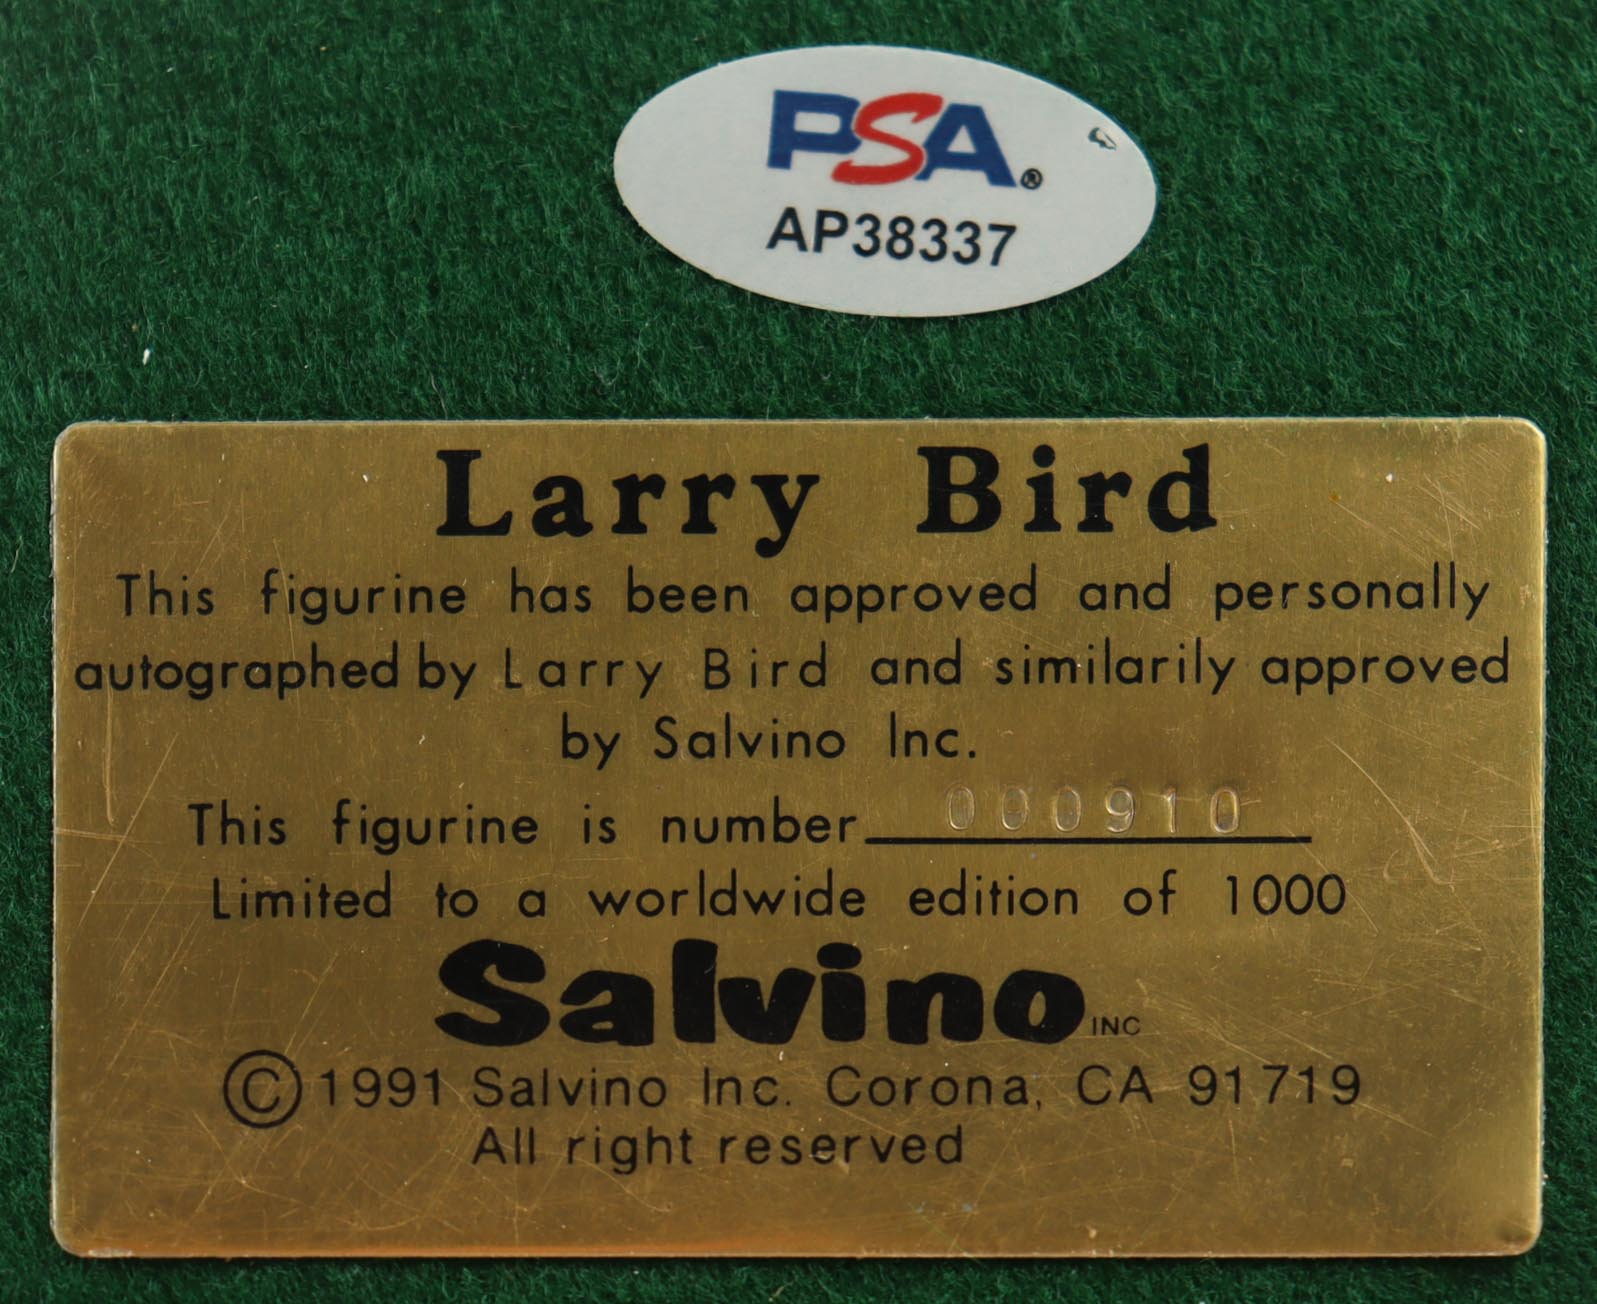 PSA®
AP38337
Larry Bird
This figurine has been approved and personally
autographed by Larry Bird and similarily approved
by Salvino Inc.
This figurine is number 000910
Limited to a worldwide edition of 1000
Salvino INC
© 1991 Salvino Inc. Corona, CA 91719
All right reserved